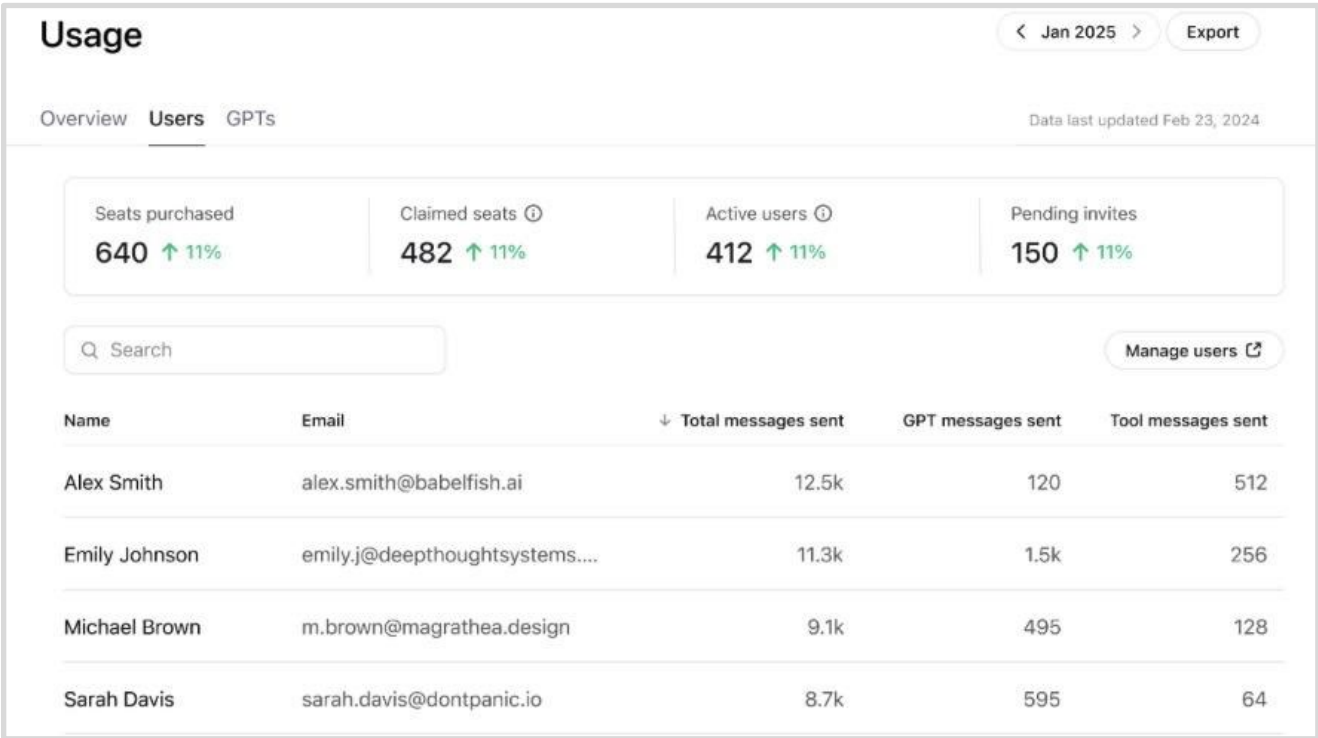 Usage
Jan 2025
Export
Overview Users GPTs
Data last updated Feb 23, 2024
Seats purchased Claimed seats Active users Pending invites
640 ↑ 11% 482 ↑ 11% 412 ↑ 11% 150 ↑ 11%
Search
Manage users
Name Email ↓ Total messages sent GPT messages sent Tool messages sent
Alex Smith alex.smith@babelfish.ai 12.5k 120 512
Emily Johnson emily.j@deepthoughtsystems.... 11.3k 1.5k 256
Michael Brown m.brown@magrathea.design 9.1k 495 128
Sarah Davis sarah.davis@dontpanic.io 8.7k 595 64